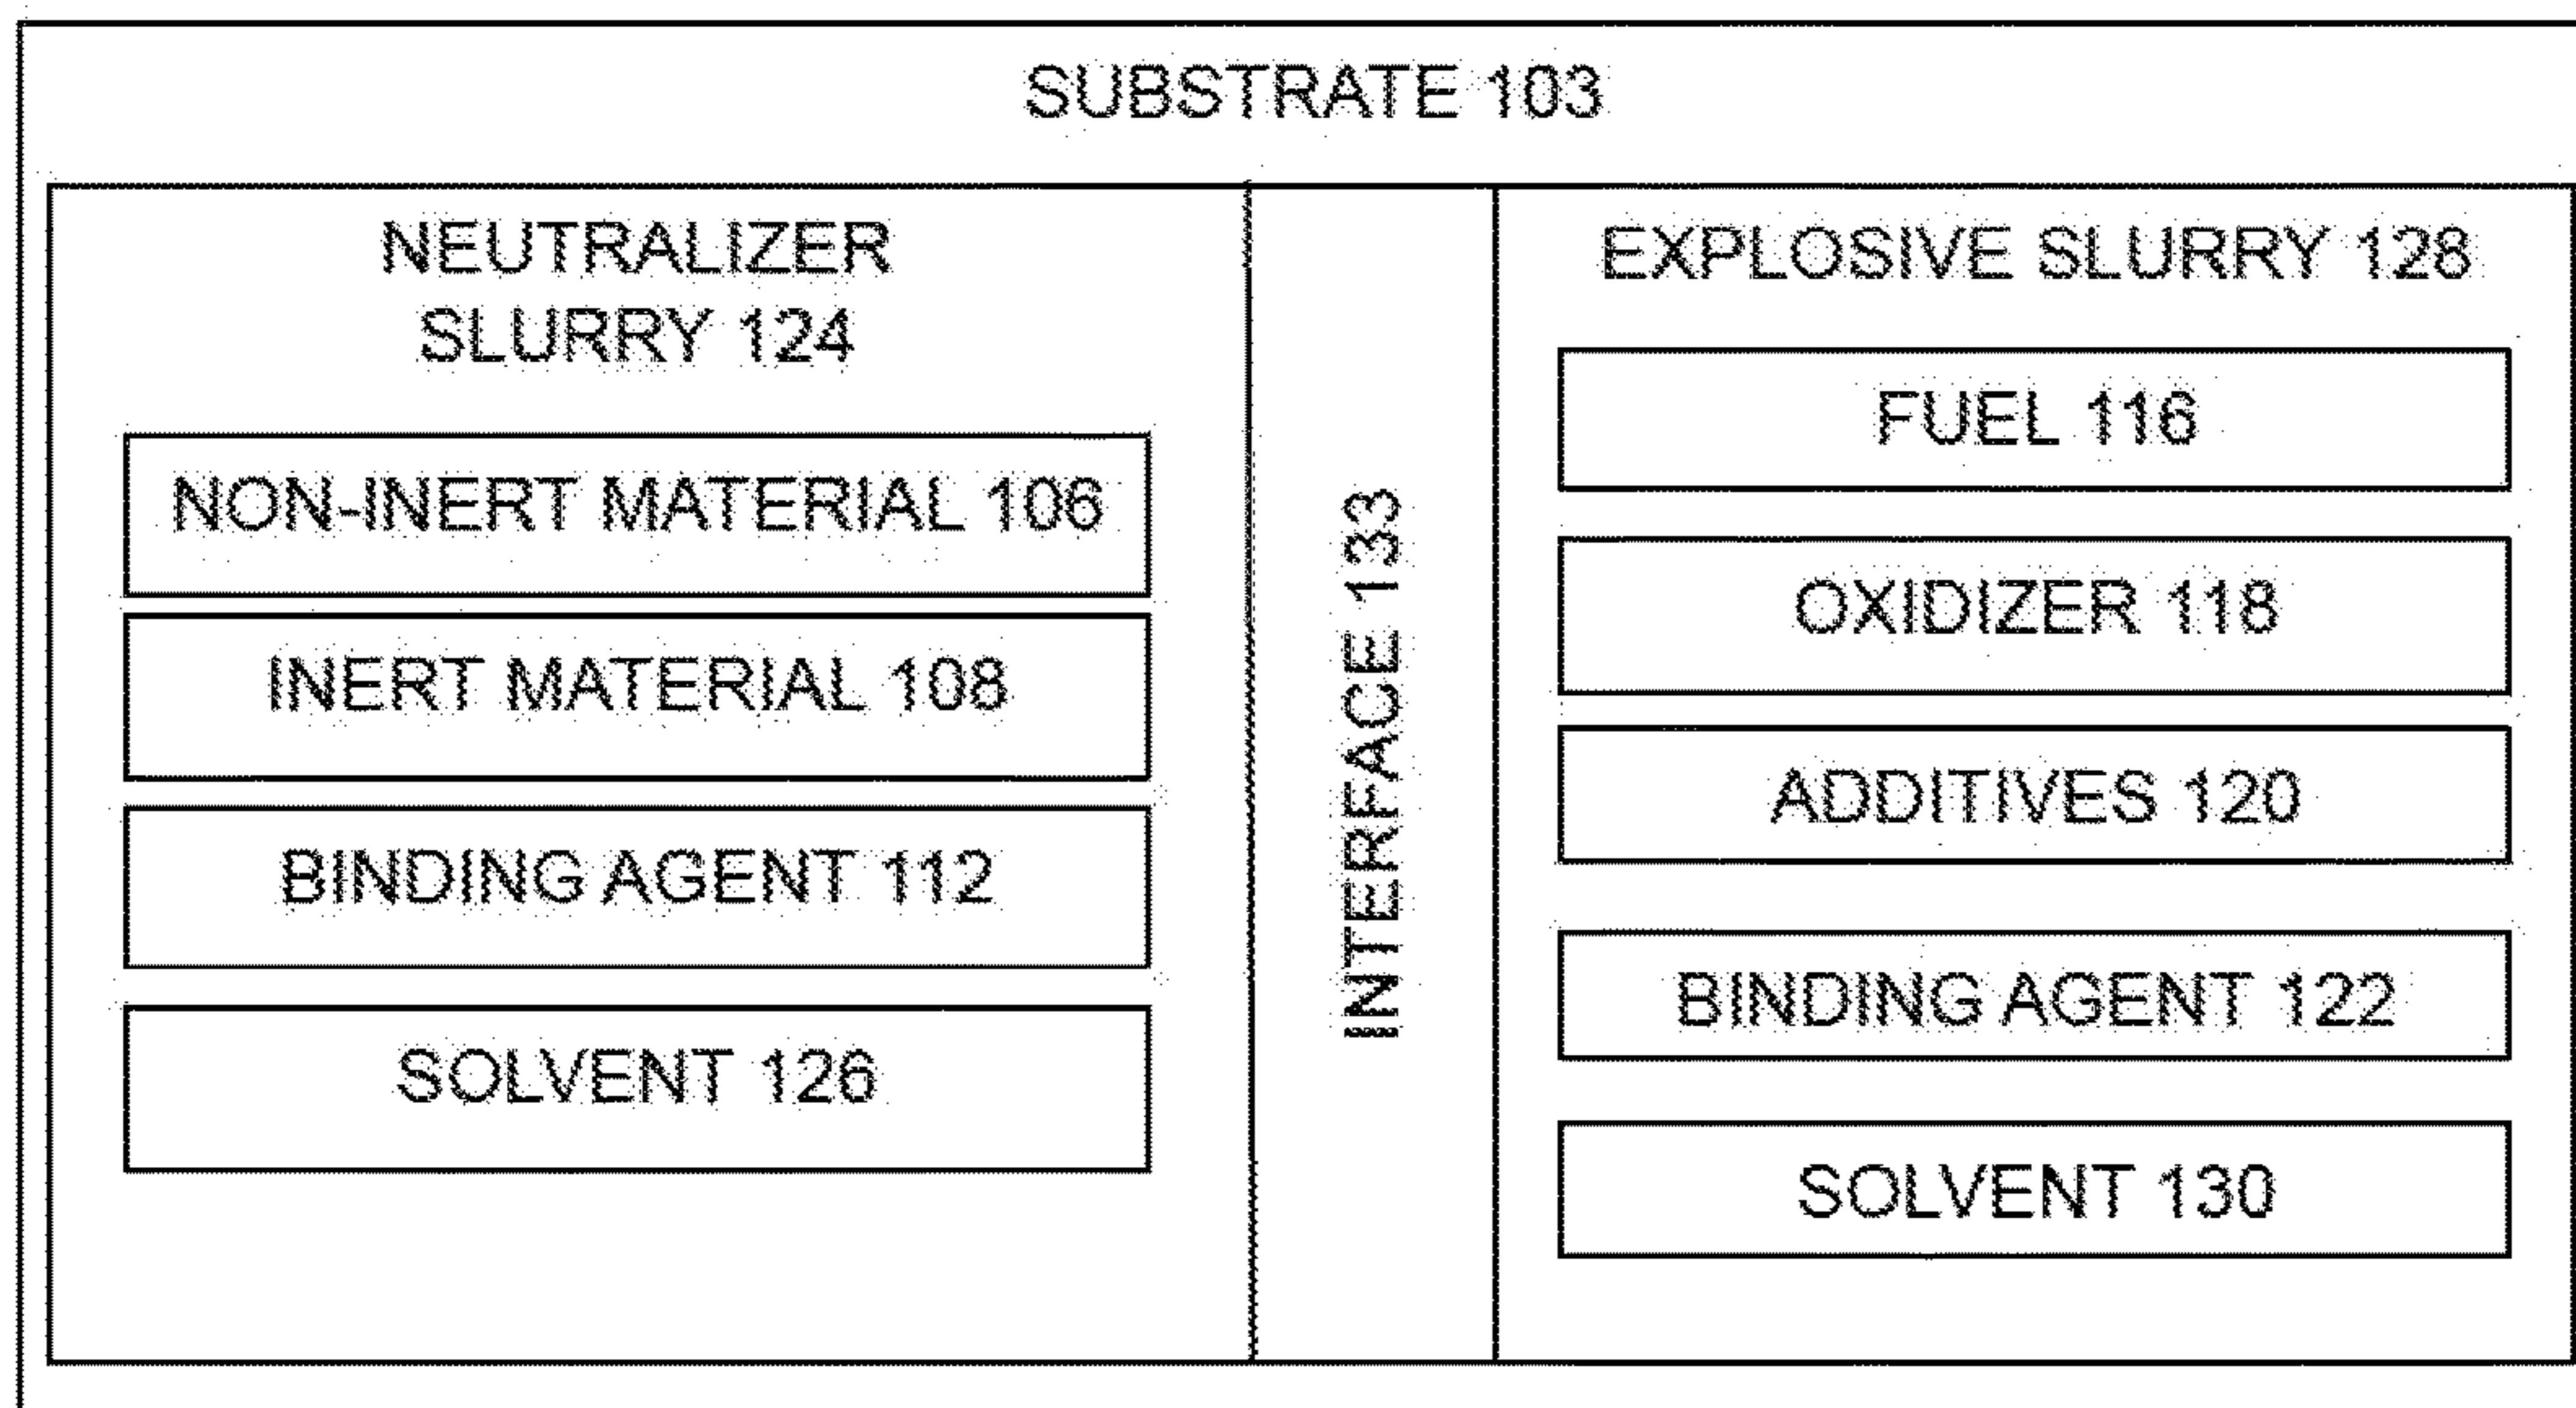 SUBSTRATE 103
NEUTRALIZER
SLURRY 124
NON-INERT MATERIAL 106
INERT MATERIAL 108
BINDING AGENT 112
SOLVENT 126
INTERFACE 133
EXPLOSIVE SLURRY 128
FUEL 116
OXIDIZER 118
ADDITIVES 120
BINDING AGENT 122
SOLVENT 130